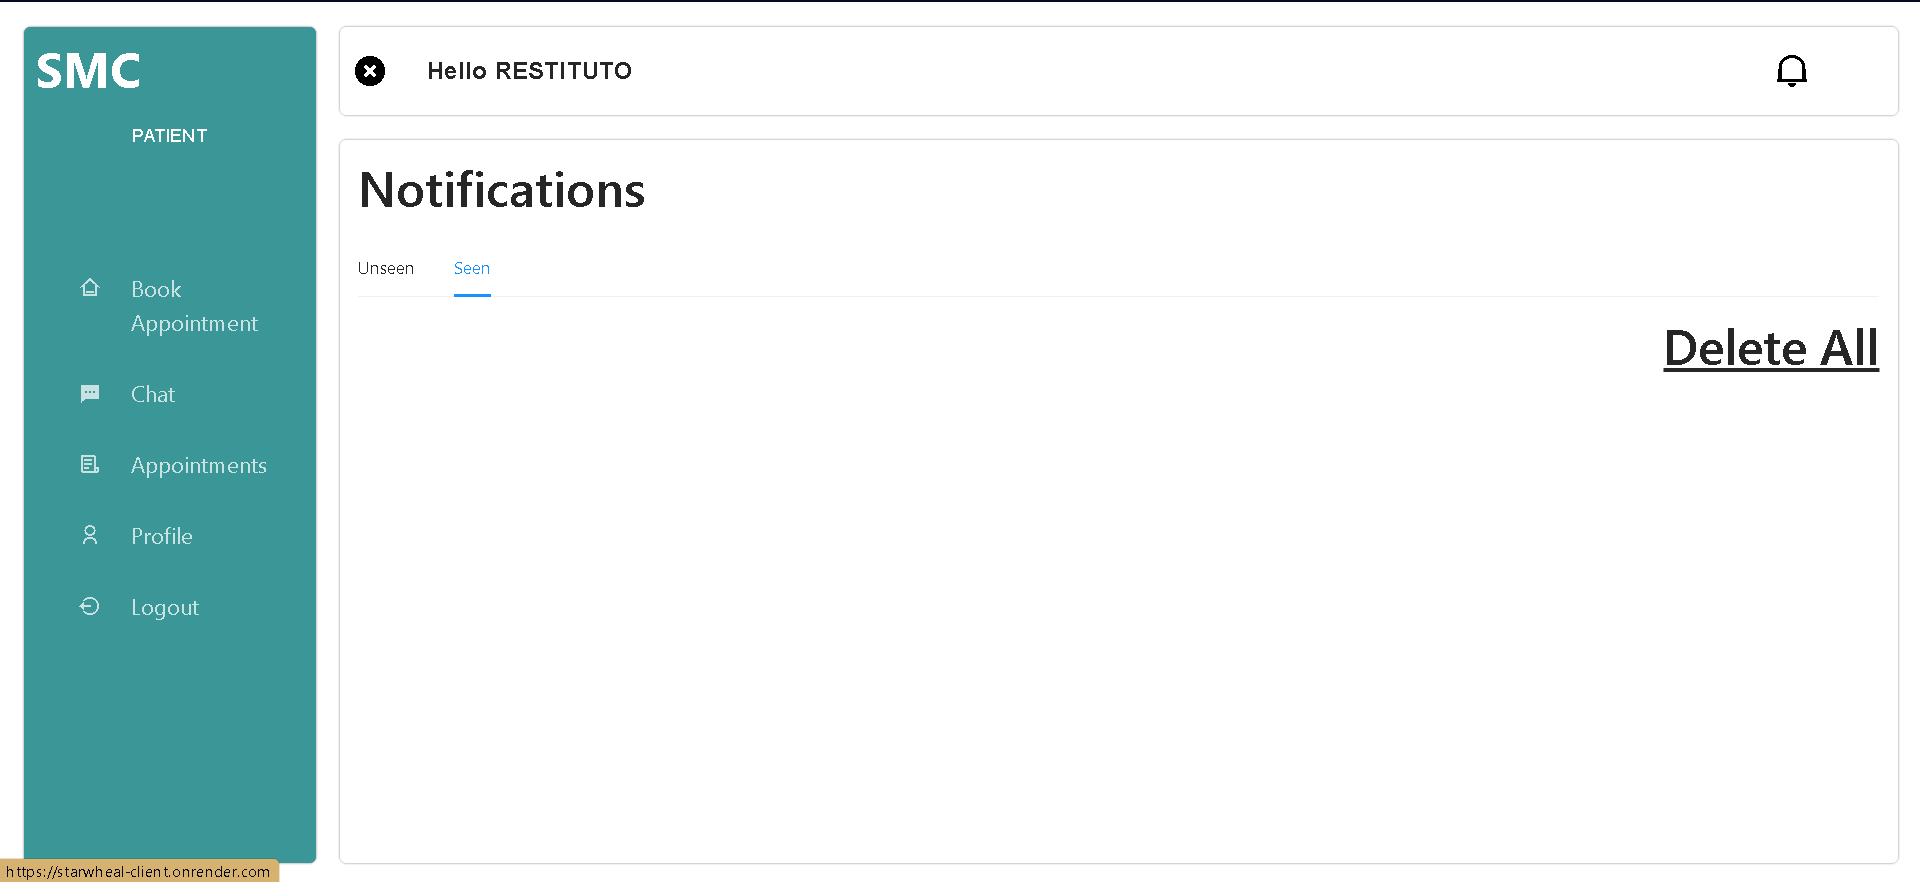 SMC
PATIENT
Book
Appointment
Chat
Appointments
Profile
Logout
Hello RESTITUTO
Notifications
Unseen
Seen
Delete All
https://starwheal-client.onrender.com